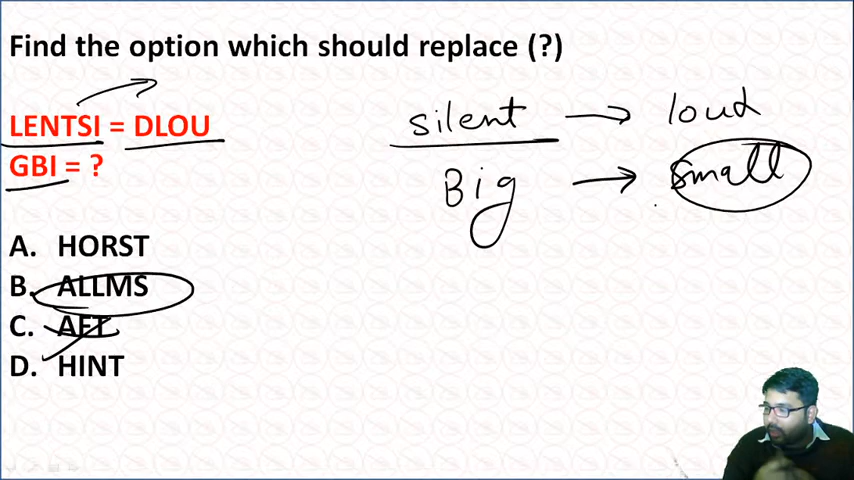 Find the option which should replace (?)
LENTSI = DLOU
GBI = ?
silent → loud
Big → small
A. HORST
B. ALLMS
C. AFT
D. HINT